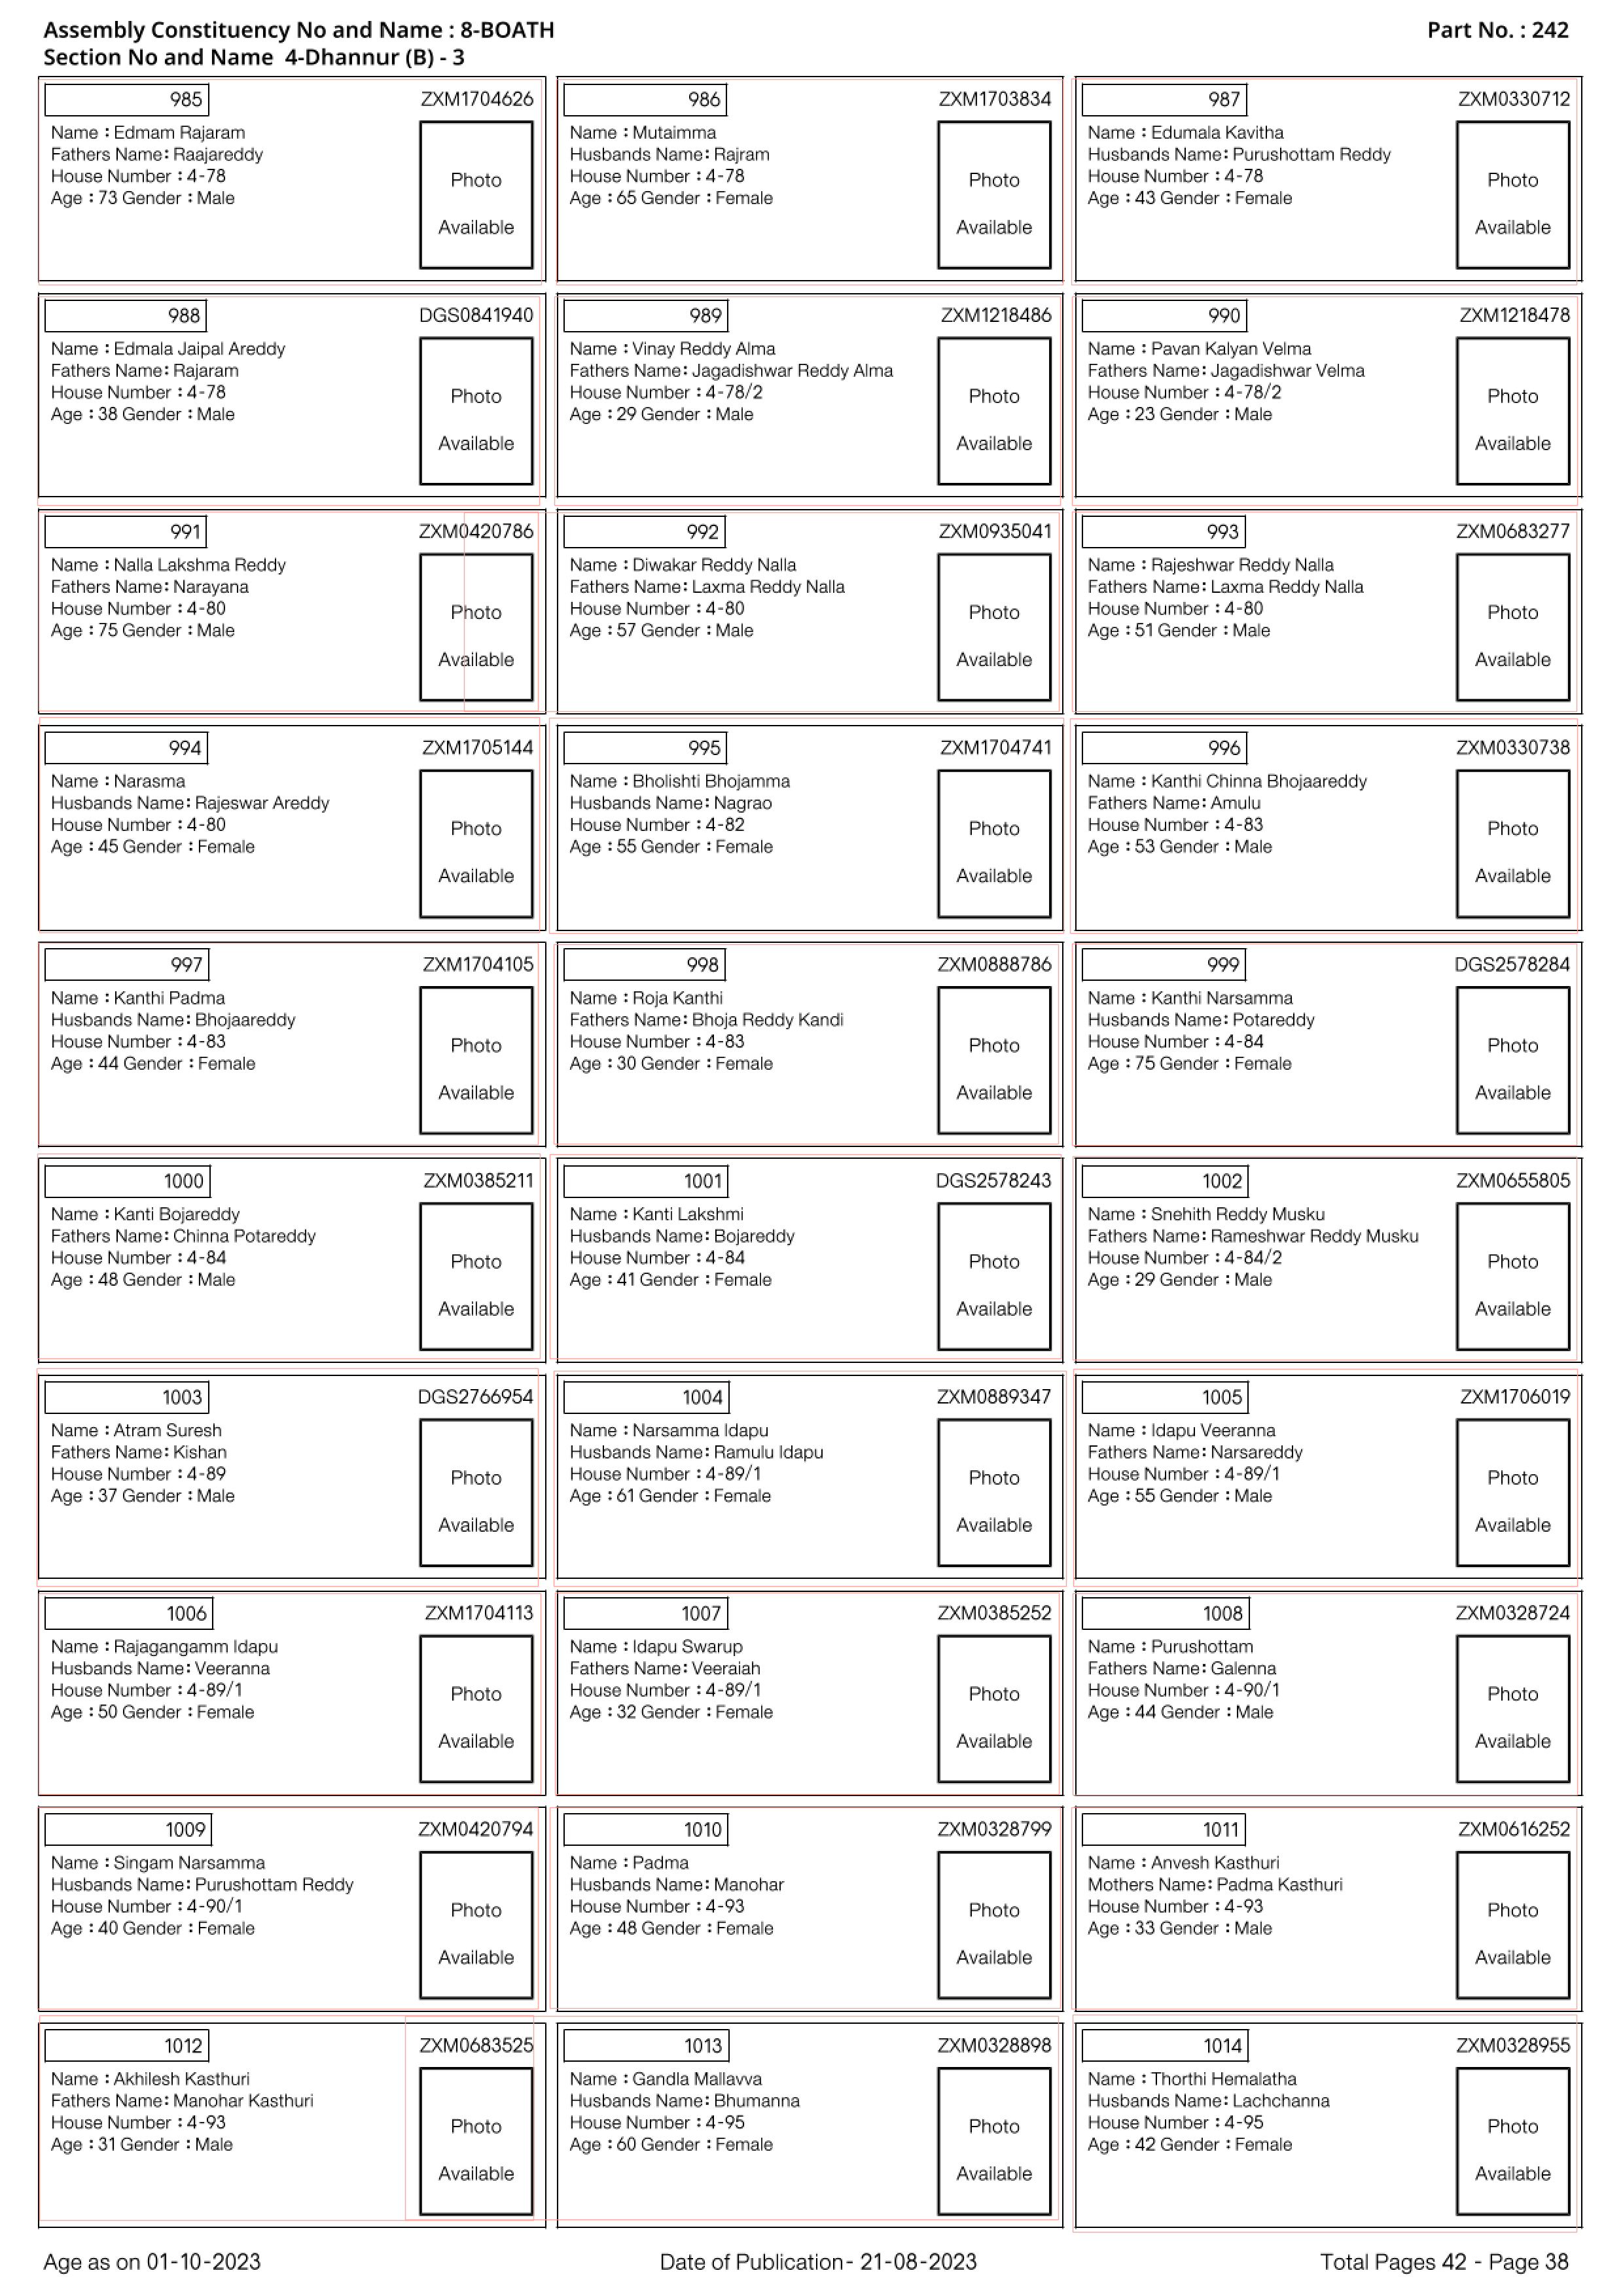 Assembly Constituency No and Name : 8-BOATH
Part No. : 242
Section No and Name 4-Dhannur (B) - 3
985
ZXM1704626
Name : Edmam Rajaram
Fathers Name: Raajareddy
House Number : 4-78
Age : 73 Gender : Male
Photo
Available
986
ZXM1703834
Name : Mutaimma
Husbands Name: Rajram
House Number : 4-78
Age : 65 Gender : Female
Photo
Available
987
ZXM0330712
Name : Edumala Kavitha
Husbands Name: Purushottam Reddy
House Number : 4-78
Age : 43 Gender : Female
Photo
Available
988
DGS0841940
Name : Edmala Jaipal Areddy
Fathers Name: Rajaram
House Number : 4-78
Age : 38 Gender : Male
Photo
Available
989
ZXM1218486
Name : Vinay Reddy Alma
Fathers Name: Jagadishwar Reddy Alma
House Number : 4-78/2
Age : 29 Gender : Male
Photo
Available
990
ZXM1218478
Name : Pavan Kalyan Velma
Fathers Name: Jagadishwar Velma
House Number : 4-78/2
Age : 23 Gender : Male
Photo
Available
991
ZXM0420786
Name : Nalla Lakshma Reddy
Fathers Name: Narayana
House Number : 4-80
Age : 75 Gender : Male
Photo
Available
992
ZXM0935041
Name : Diwakar Reddy Nalla
Fathers Name: Laxma Reddy Nalla
House Number : 4-80
Age : 57 Gender : Male
Photo
Available
993
ZXM0683277
Name : Rajeshwar Reddy Nalla
Fathers Name: Laxma Reddy Nalla
House Number : 4-80
Age : 51 Gender : Male
Photo
Available
994
ZXM1705144
Name : Narasma
Husbands Name: Rajeswar Areddy
House Number : 4-80
Age : 45 Gender : Female
Photo
Available
995
ZXM1704741
Name : Bholishti Bhojamma
Husbands Name: Nagrao
House Number : 4-82
Age : 55 Gender : Female
Photo
Available
996
ZXM0330738
Name : Kanthi Chinna Bhojaareddy
Fathers Name: Amulu
House Number : 4-83
Age : 53 Gender : Male
Photo
Available
997
ZXM1704105
Name : Kanthi Padma
Husbands Name: Bhojaareddy
House Number : 4-83
Age : 44 Gender : Female
Photo
Available
998
ZXM0888786
Name : Roja Kanthi
Fathers Name: Bhoja Reddy Kandi
House Number : 4-83
Age : 30 Gender : Female
Photo
Available
999
DGS2578284
Name : Kanthi Narsamma
Husbands Name: Potareddy
House Number : 4-84
Age : 75 Gender : Female
Photo
Available
1000
ZXM0385211
Name : Kanti Bojareddy
Fathers Name: Chinna Potareddy
House Number : 4-84
Age : 48 Gender : Male
Photo
Available
1001
DGS2578243
Name : Kanti Lakshmi
Husbands Name: Bojareddy
House Number : 4-84
Age : 41 Gender : Female
Photo
Available
1002
ZXM0655805
Name : Snehith Reddy Musku
Fathers Name: Rameshwar Reddy Musku
House Number : 4-84/2
Age : 29 Gender : Male
Photo
Available
1003
DGS2766954
Name : Atram Suresh
Fathers Name: Kishan
House Number : 4-89
Age : 37 Gender : Male
Photo
Available
1004
ZXM0889347
Name : Narsamma Idapu
Husbands Name: Ramulu Idapu
House Number : 4-89/1
Age : 61 Gender : Female
Photo
Available
1005
ZXM1706019
Name : Idapu Veeranna
Fathers Name: Narsareddy
House Number : 4-89/1
Age : 55 Gender : Male
Photo
Available
1006
ZXM1704113
Name : Rajagangamm Idapu
Husbands Name: Veeranna
House Number : 4-89/1
Age : 50 Gender : Female
Photo
Available
1007
ZXM0385252
Name : Idapu Swarup
Fathers Name: Veeraiah
House Number : 4-89/1
Age : 32 Gender : Female
Photo
Available
1008
ZXM0328724
Name : Purushottam
Fathers Name: Galenna
House Number : 4-90/1
Age : 44 Gender : Male
Photo
Available
1009
ZXM0420794
Name : Singam Narsamma
Husbands Name: Purushottam Reddy
House Number : 4-90/1
Age : 40 Gender : Female
Photo
Available
1010
ZXM0328799
Name : Padma
Husbands Name: Manohar
House Number : 4-93
Age : 48 Gender : Female
Photo
Available
1011
ZXM0616252
Name : Anvesh Kasthuri
Mothers Name: Padma Kasthuri
House Number : 4-93
Age : 33 Gender : Male
Photo
Available
1012
ZXM0683525
Name : Akhilesh Kasthuri
Fathers Name: Manohar Kasthuri
House Number : 4-93
Age : 31 Gender : Male
Photo
Available
1013
ZXM0328898
Name : Gandla Mallavva
Husbands Name: Bhumanna
House Number : 4-95
Age : 60 Gender : Female
Photo
Available
1014
ZXM0328955
Name : Thorthi Hemalatha
Husbands Name: Lachchanna
House Number : 4-95
Age : 42 Gender : Female
Photo
Available
Age as on 01-10-2023
Date of Publication- 21-08-2023
Total Pages 42 - Page 38